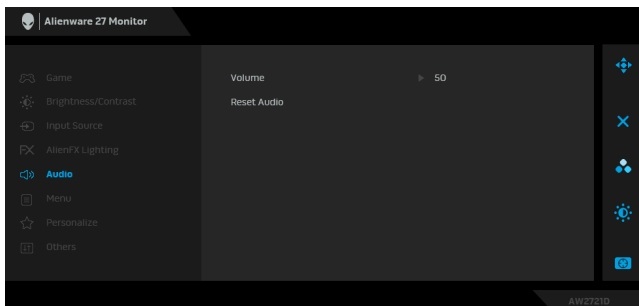 Alienware 27 Monitor
Game
Brightness/Contrast
Input Source
FX AlienFX Lighting
Audio
Menu
Personalize
Others
Volume 50
Reset Audio
AW2721D